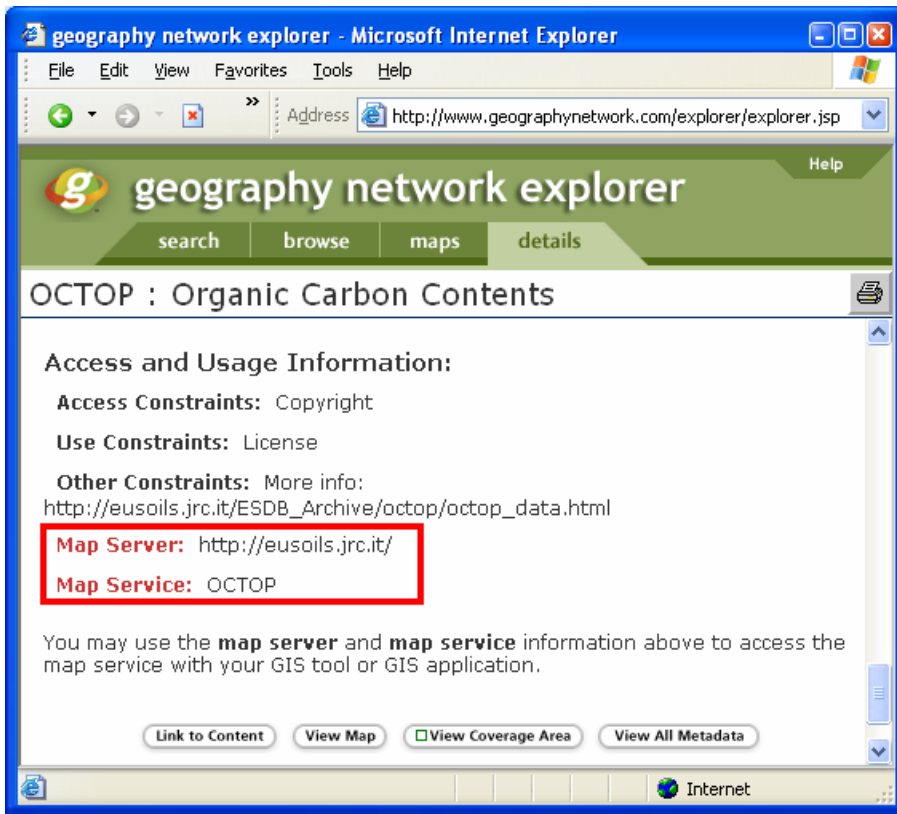 geography network explorer - Microsoft Internet Explorer
File Edit View Favorites Tools Help
» Address http://www.geographynetwork.com/explorer/explorer.jsp
Help
g geography network explorer
search browse maps details
OCTOP : Organic Carbon Contents
Access and Usage Information:
Access Constraints: Copyright
Use Constraints: License
Other Constraints: More info:
http://eusoils.jrc.it/ESDB_Archive/octop/octop_data.html
Map Server: http://eusoils.jrc.it/
Map Service: OCTOP
You may use the map server and map service information above to access the
map service with your GIS tool or GIS application.
Link to Content View Map View Coverage Area View All Metadata
Internet